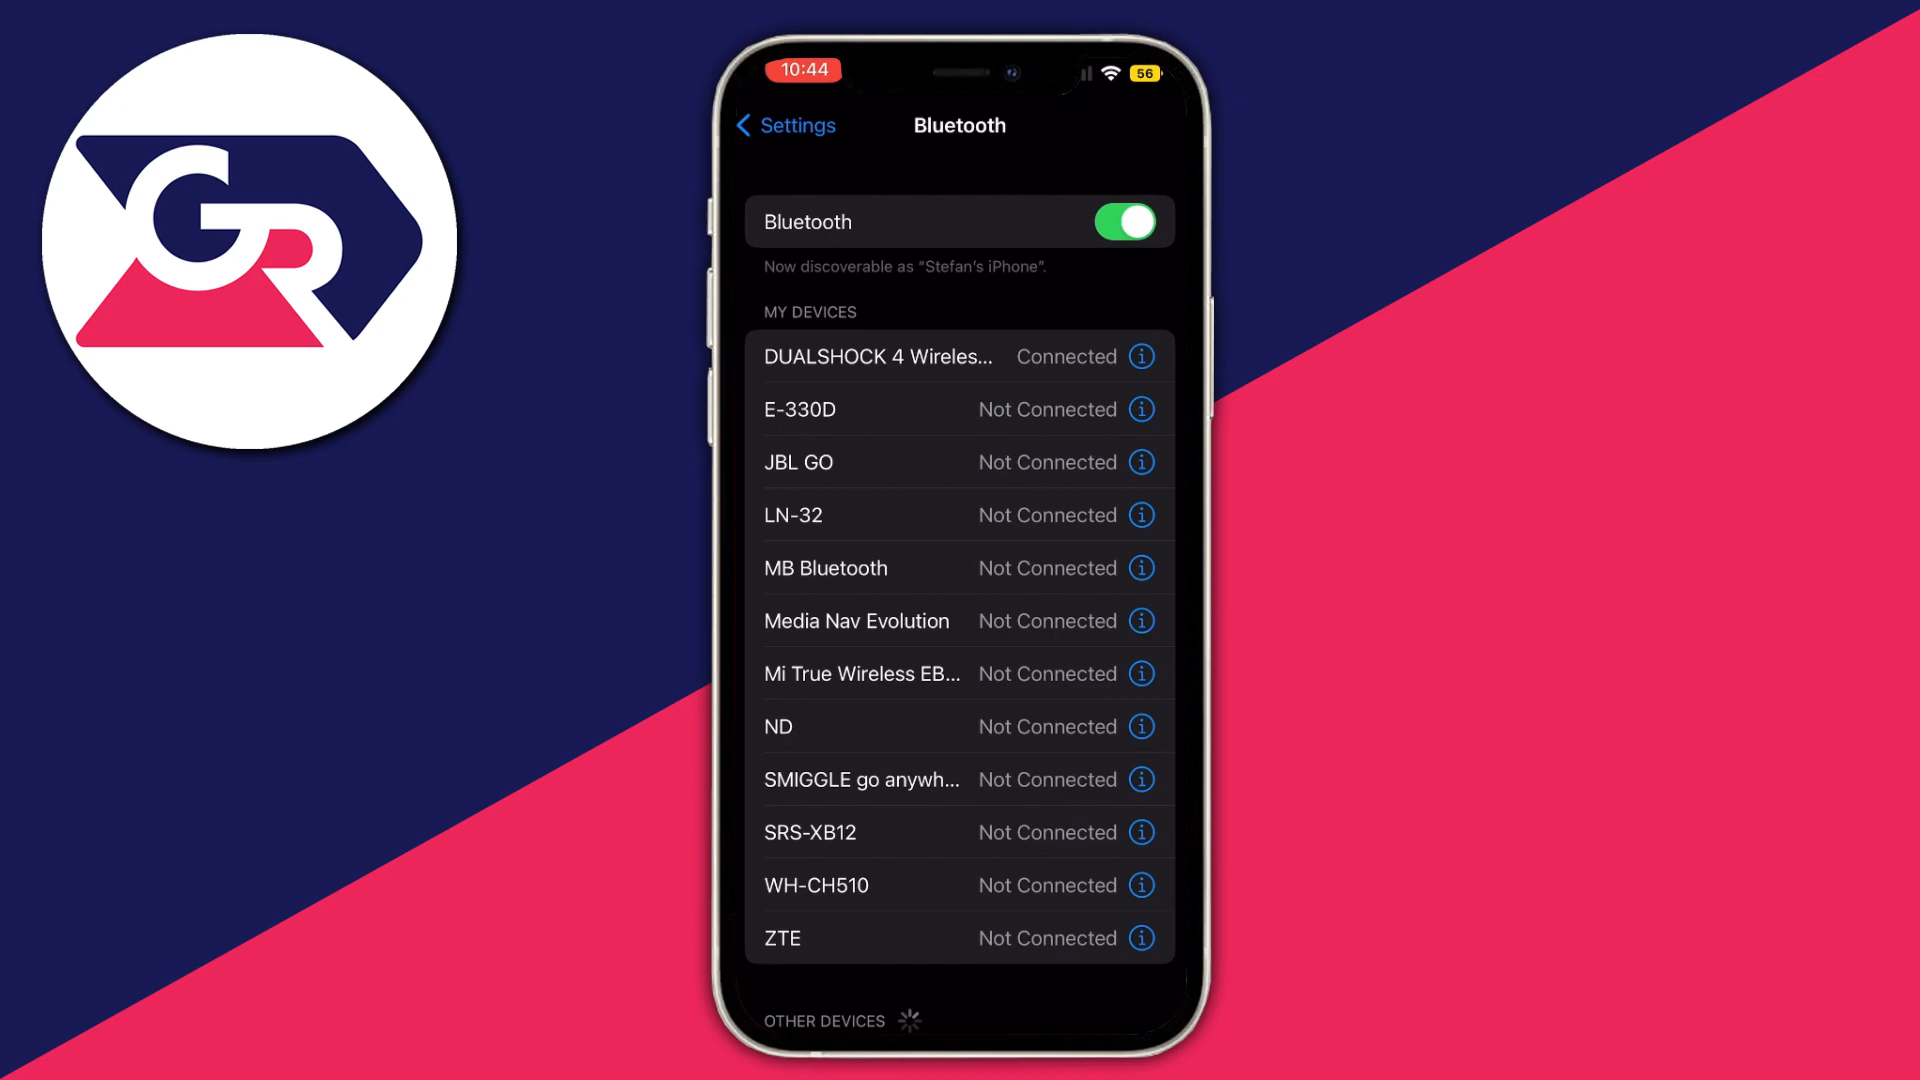 GR
10:44
56
Settings
Bluetooth
Bluetooth
Now discoverable as “Stefan’s iPhone”.
MY DEVICES
DUALSHOCK 4 Wireles... Connected
E-330D Not Connected
JBL GO Not Connected
LN-32 Not Connected
MB Bluetooth Not Connected
Media Nav Evolution Not Connected
Mi True Wireless EB... Not Connected
ND Not Connected
SMIGGLE go anywh... Not Connected
SRS-XB12 Not Connected
WH-CH510 Not Connected
ZTE Not Connected
OTHER DEVICES